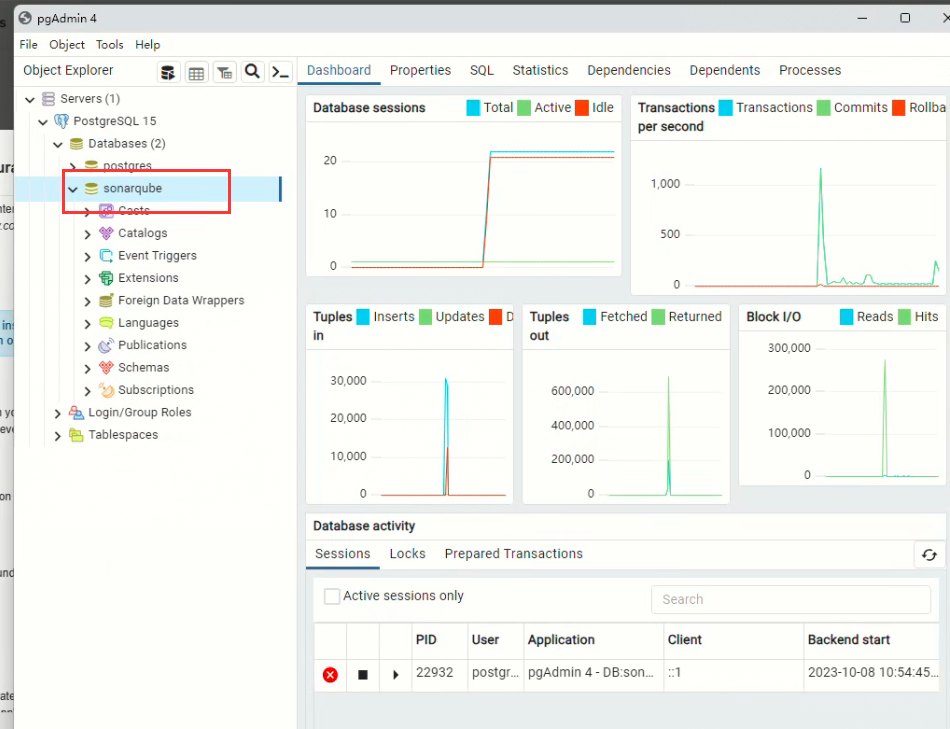 pgAdmin 4
File Object Tools Help
Object Explorer
Dashboard Properties SQL Statistics Dependencies Dependents Processes
Servers (1)
PostgreSQL 15
Databases (2)
postgres
sonarqube
Casts
Catalogs
Event Triggers
Extensions
Foreign Data Wrappers
Languages
Publications
Schemas
Subscriptions
Login/Group Roles
Tablespaces
Database sessions Total Active Idle
20
10
0
Transactions per second Transactions Commits Rollba
1,000
500
0
Tuples in Inserts Updates D
30,000
20,000
10,000
0
Tuples out Fetched Returned
600,000
400,000
200,000
0
Block I/O Reads Hits
300,000
200,000
100,000
0
Database activity
Sessions Locks Prepared Transactions
Active sessions only Search
PID User Application Client Backend start
22932 postgr... pgAdmin 4 - DB:son... ::1 2023-10-08 10:54:45...